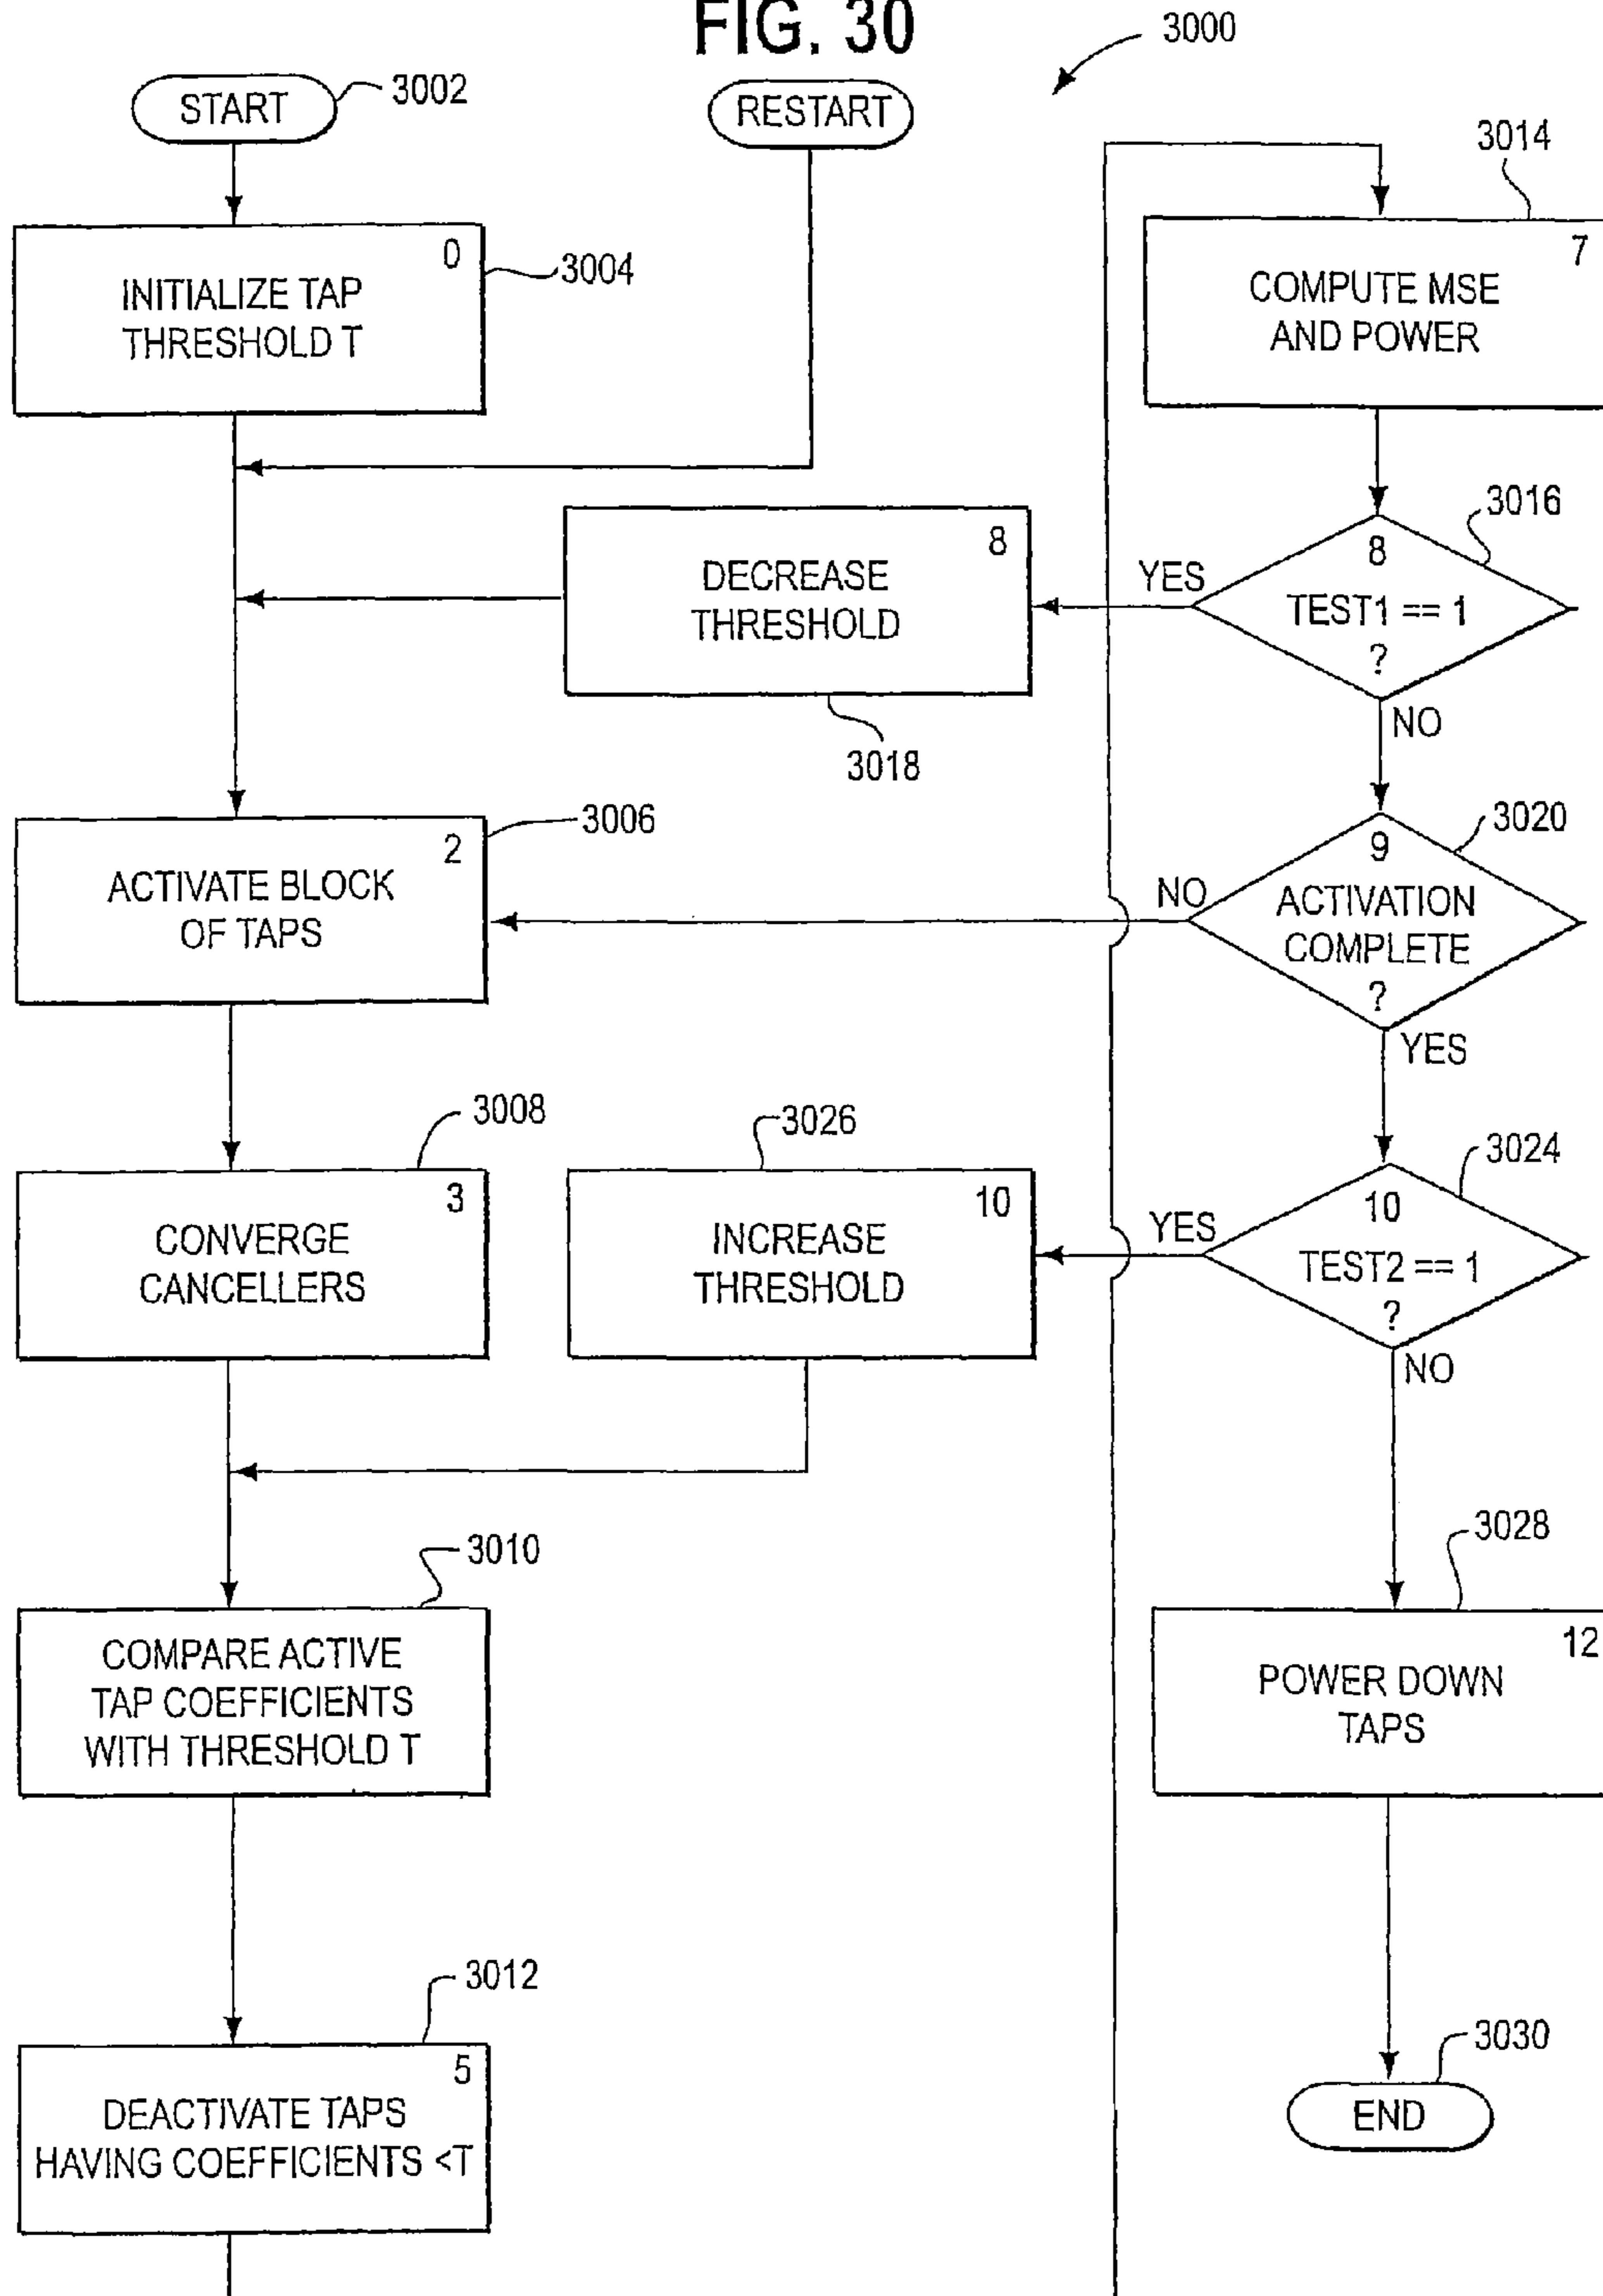 FIG. 30
3000
START
3002
RESTART
0
INITIALIZE TAP
THRESHOLD T
3004
3014
7
COMPUTE MSE
AND POWER
8
DECREASE
THRESHOLD
3018
YES
3016
8
TEST1 == 1
?
NO
3006
2
ACTIVATE BLOCK
OF TAPS
NO
3020
9
ACTIVATION
COMPLETE
?
YES
3008
3
CONVERGE
CANCELLERS
3026
10
INCREASE
THRESHOLD
YES
3024
10
TEST2 == 1
?
NO
3010
COMPARE ACTIVE
TAP COEFFICIENTS
WITH THRESHOLD T
3028
12
POWER DOWN
TAPS
3012
5
DEACTIVATE TAPS
HAVING COEFFICIENTS <T
3030
END